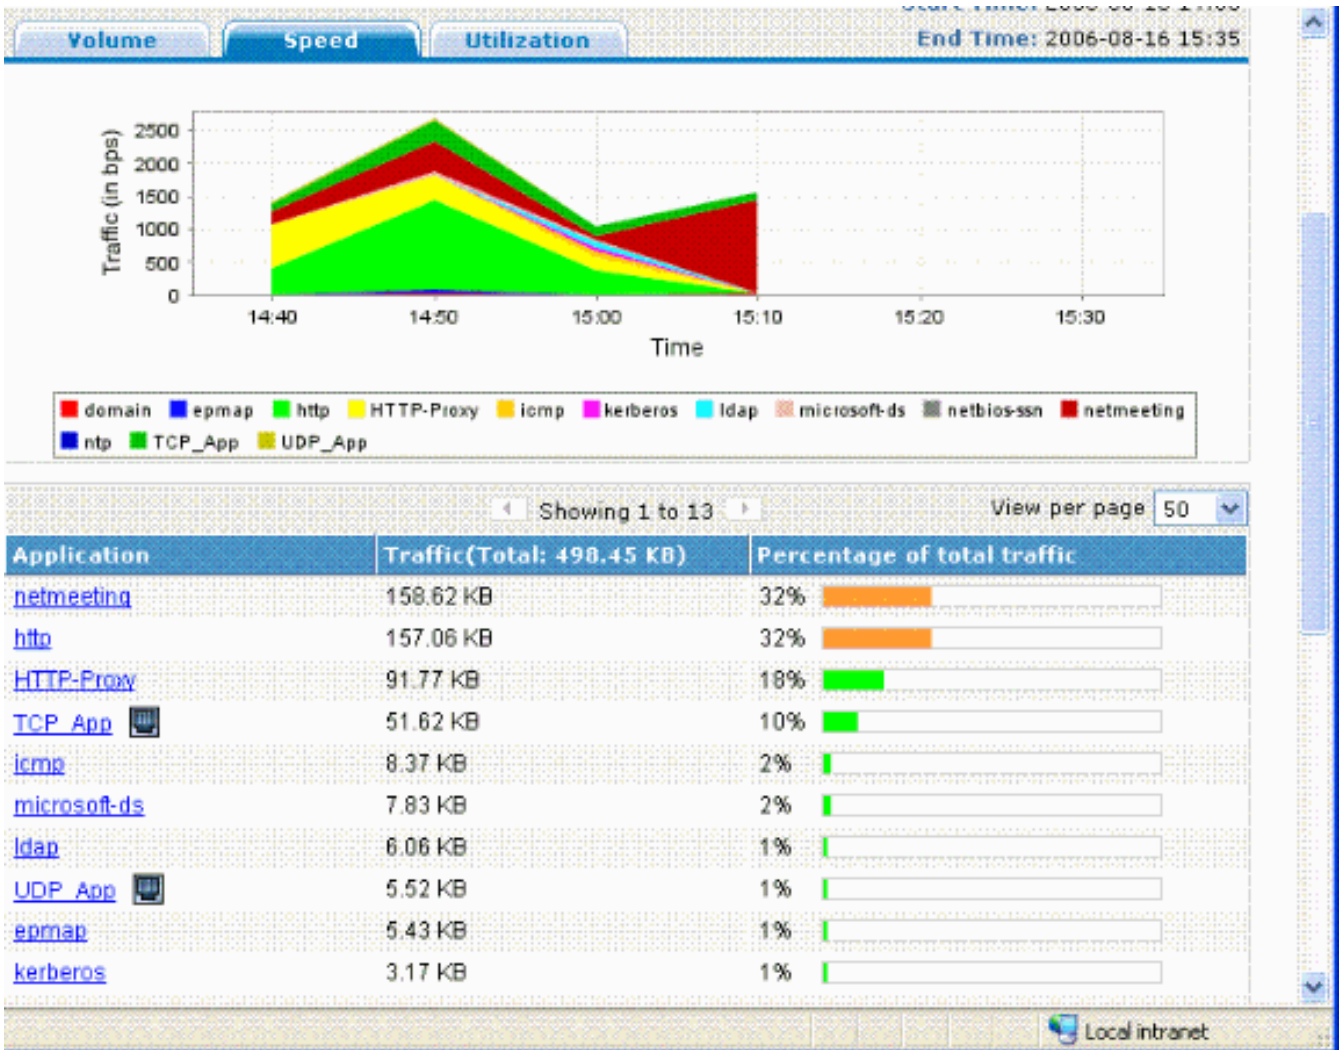 Volume Speed Utilization
End Time: 2006-08-16 15:35
Traffic (in bps)
2500
2000
1500
1000
500
0
14:40 14:50 15:00 15:10 15:20 15:30
Time
domain epmap http HTTP-Proxy icmp kerberos ldap microsoft-ds netbios-ssn netmeeting
ntp TCP_App UDP_App
Showing 1 to 13 View per page 50
Application Traffic(Total: 498.45 KB) Percentage of total traffic
netmeeting 158.62 KB 32%
http 157.06 KB 32%
HTTP-Proxy 91.77 KB 18%
TCP_App 51.62 KB 10%
icmp 8.37 KB 2%
microsoft-ds 7.83 KB 2%
ldap 6.06 KB 1%
UDP_App 5.52 KB 1%
epmap 5.43 KB 1%
kerberos 3.17 KB 1%
Local intranet